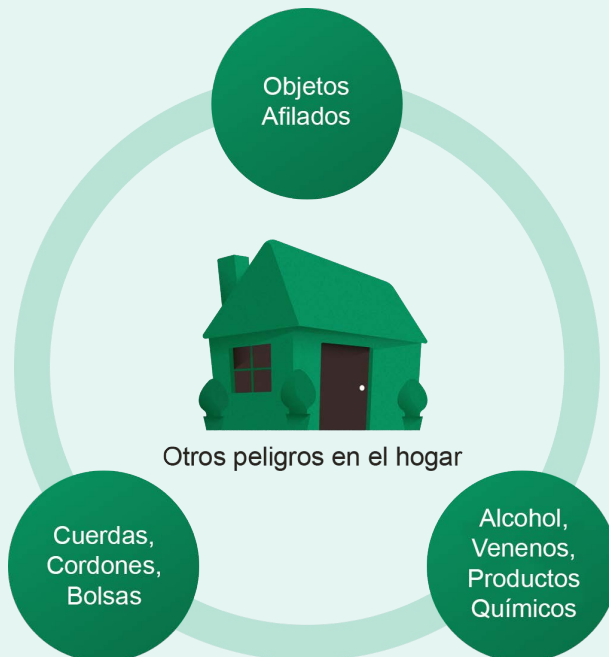 Objetos
Afilados
Otros peligros en el hogar
Cuerdas,
Cordones,
Bolsas
Alcohol,
Venenos,
Productos
Químicos